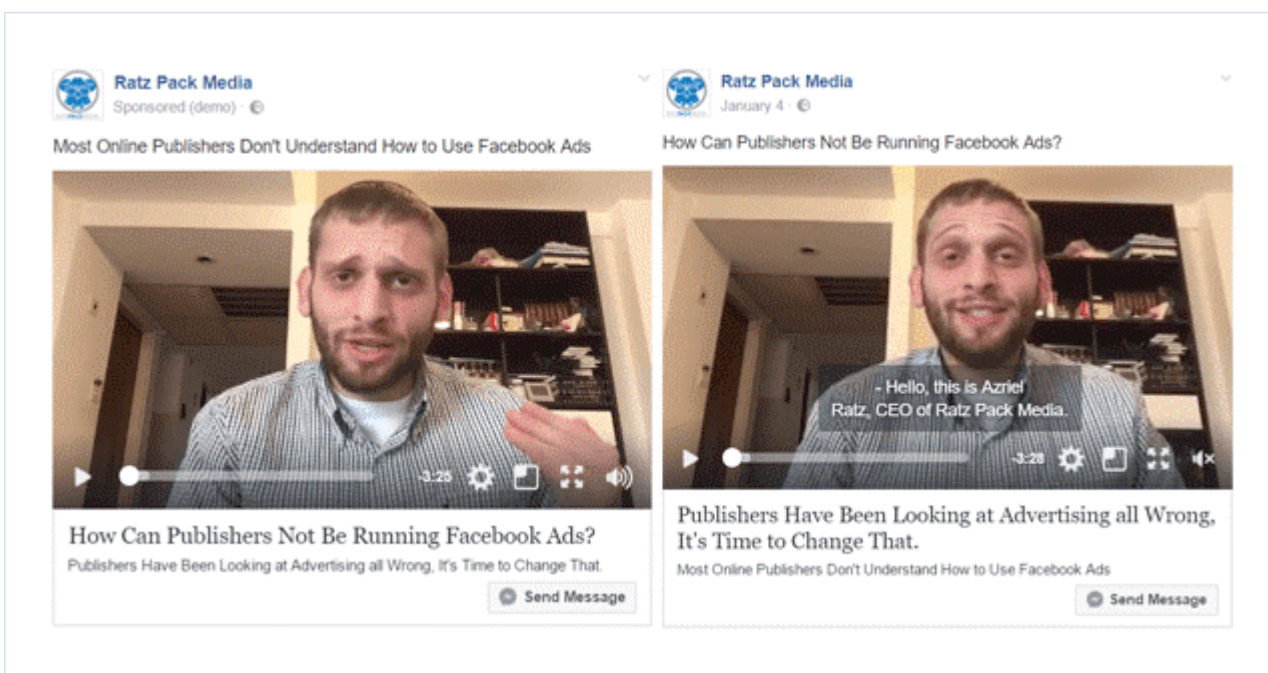 Ratz Pack Media
Sponsored (demo) ·
Most Online Publishers Don't Understand How to Use Facebook Ads
-3:25
How Can Publishers Not Be Running Facebook Ads?
Publishers Have Been Looking at Advertising all Wrong, It's Time to Change That.
Send Message
Ratz Pack Media
January 4 ·
How Can Publishers Not Be Running Facebook Ads?
- Hello, this is Azriel
Ratz, CEO of Ratz Pack Media.
-3:28
Publishers Have Been Looking at Advertising all Wrong,
It's Time to Change That.
Most Online Publishers Don't Understand How to Use Facebook Ads
Send Message